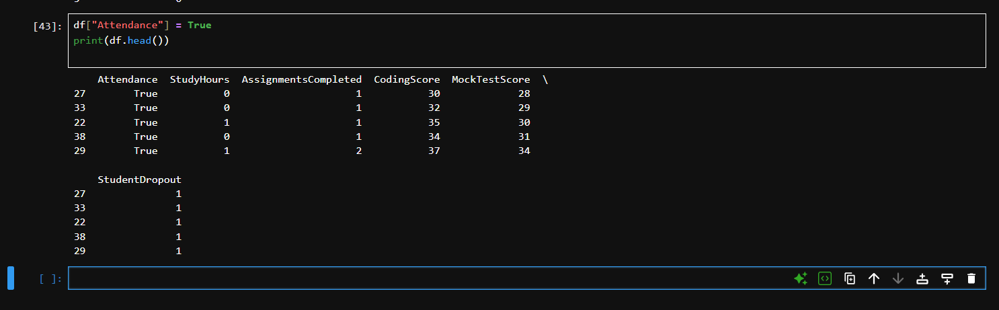 [43]: df["Attendance"] = True
print(df.head())
Attendance StudyHours AssignmentsCompleted CodingScore MockTestScore \
27 True 0 1 30 28
33 True 0 1 32 29
22 True 1 1 35 30
38 True 0 1 34 31
29 True 1 2 37 34
StudentDropout
27 1
33 1
22 1
38 1
29 1
[ ]: